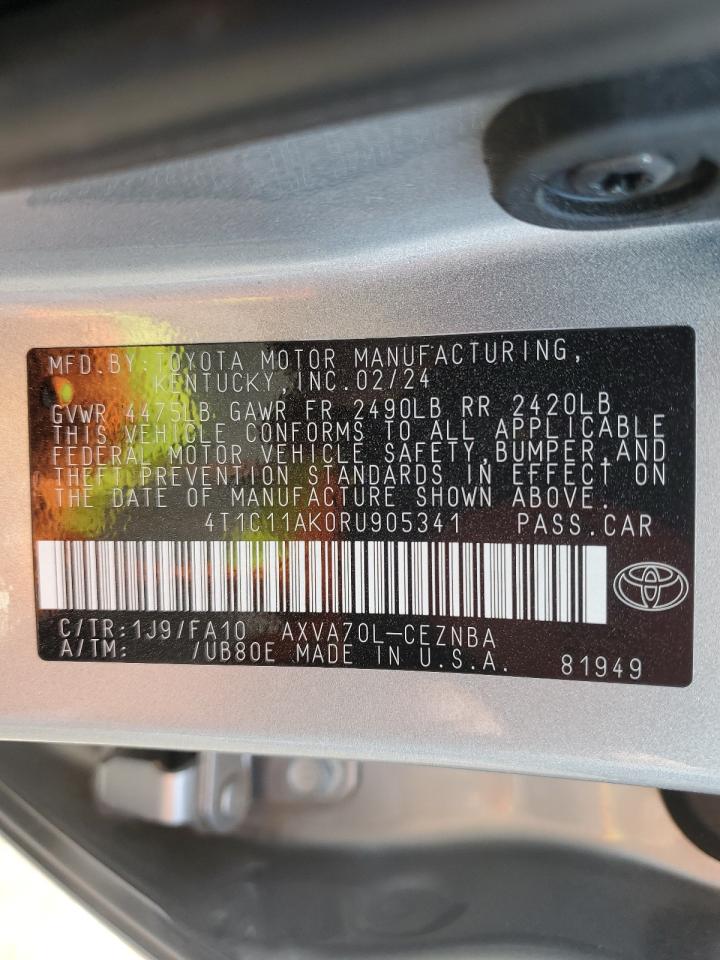 MFD.BY:TOYOTA MOTOR MANUFACTURING,
KENTUCKY,INC.02/24
GVWR 4475LB GAWR FR 2490LB RR 2420LB
THIS VEHICLE CONFORMS TO ALL APPLICABLE
FEDERAL MOTOR VEHICLE SAFETY,BUMPER,AND
THEFT PREVENTION STANDARDS IN EFFECT ON
THE DATE OF MANUFACTURE SHOWN ABOVE.
4T1C11AK0RU905341 PASS.CAR
C/TR:1J9/FA10 AXVA70L-CEZNBA
A/TM: /UB80E MADE IN U.S.A. 81949